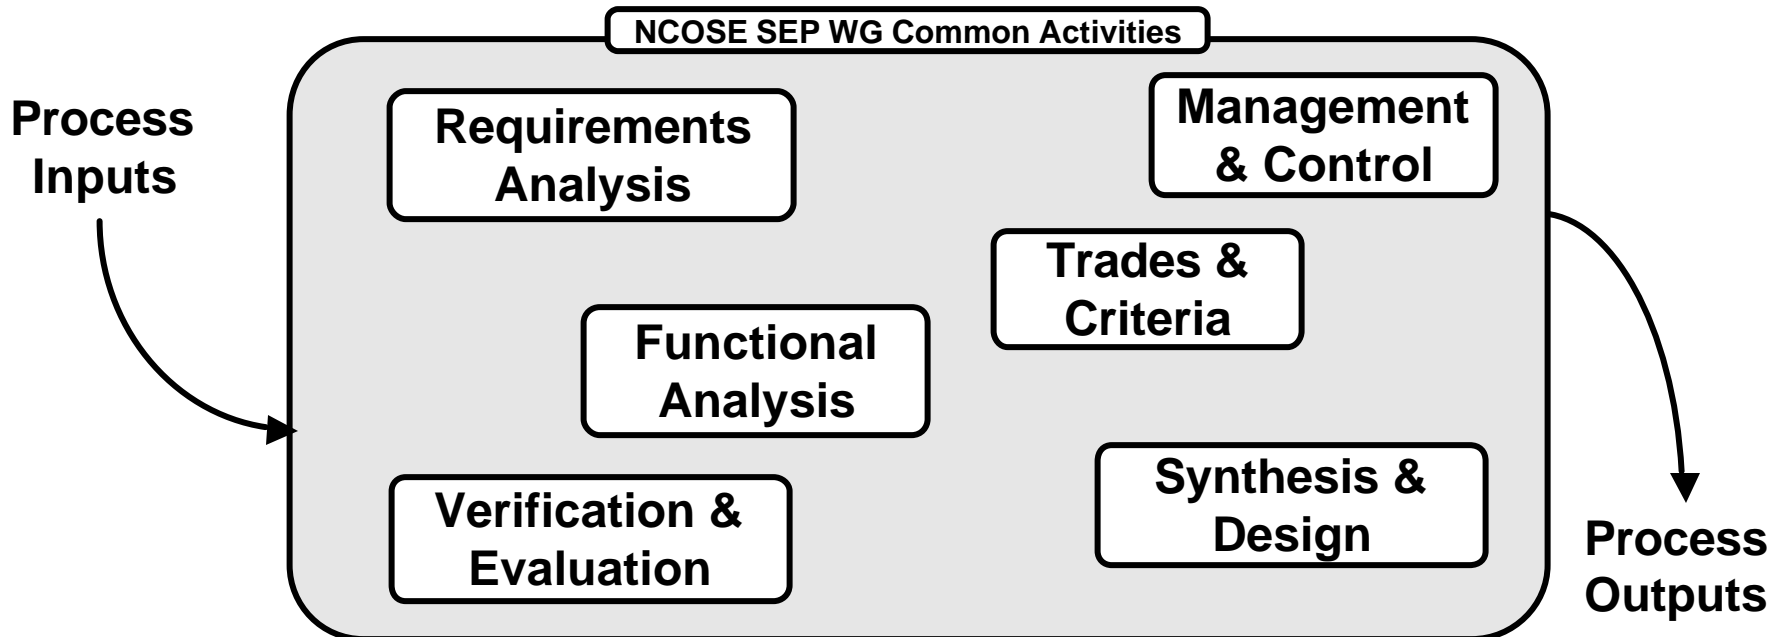 NCOSE SEP WG Common Activities
Process
Inputs
Requirements
Analysis
Management
& Control
Trades &
Criteria
Functional
Analysis
Verification &
Evaluation
Synthesis &
Design
Process
Outputs